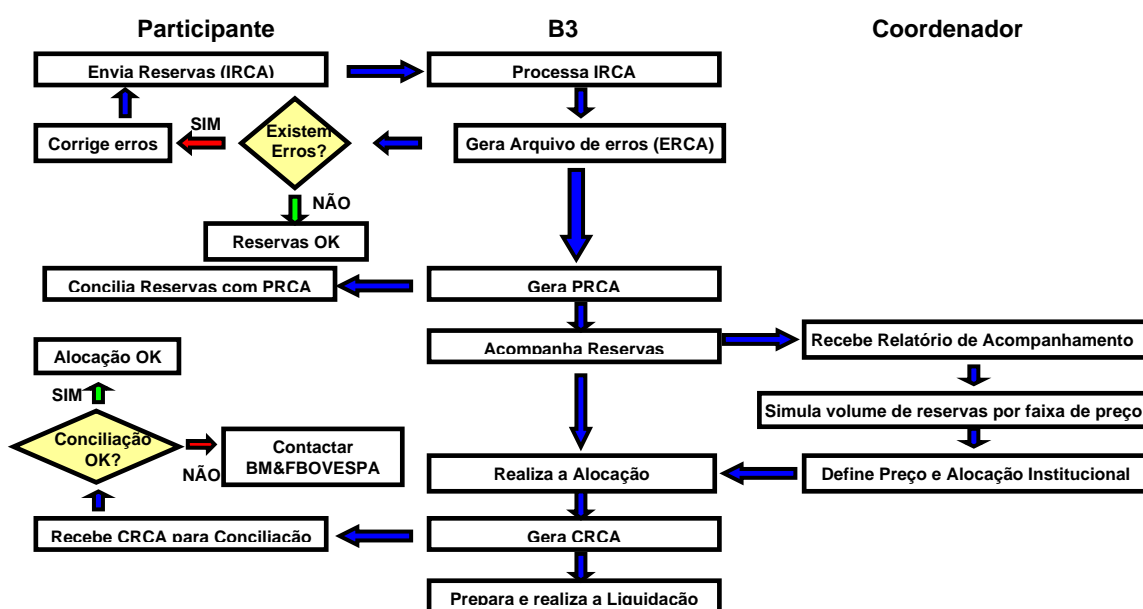 Participante
B3
Coordenador
Envia Reservas (IRCA)
Processa IRCA
SIM
Existem
Erros?
Corrige erros
Gera Arquivo de erros (ERCA)
NÃO
Reservas OK
Concilia Reservas com PRCA
Gera PRCA
Acompanha Reservas
Recebe Relatório de Acompanhamento
Alocação OK
SIM
Simula volume de reservas por faixa de preço
Conciliação
OK?
NÃO
Contactar
BM&FBOVESPA
Realiza a Alocação
Define Preço e Alocação Institucional
Recebe CRCA para Conciliação
Gera CRCA
Prepara e realiza a Liquidação